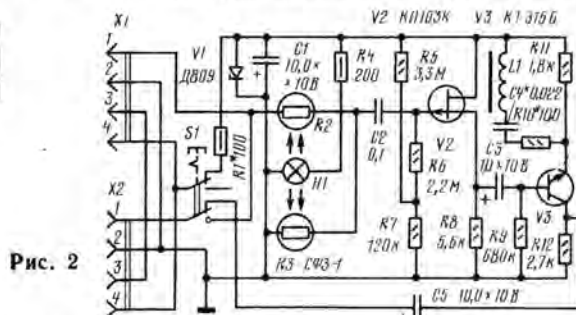 X1
1
2
3
4
X2
1
2
3
4
S1
V1
Д809
R1*100
C1
10,0к
×10В
R2
H1
R3 СФ3-1
R4
200
C2
0,1
V2 КП103К
R5
3,3М
V2
R6
2,2М
R7
120к
R8
5,6к
C3
10×10В
R9
680к
V3 КТ315Б
L1
C4*0,022
R10*100
R11
1,8к
V3
R12
2,7к
C5 10,0×10В
Рис. 2